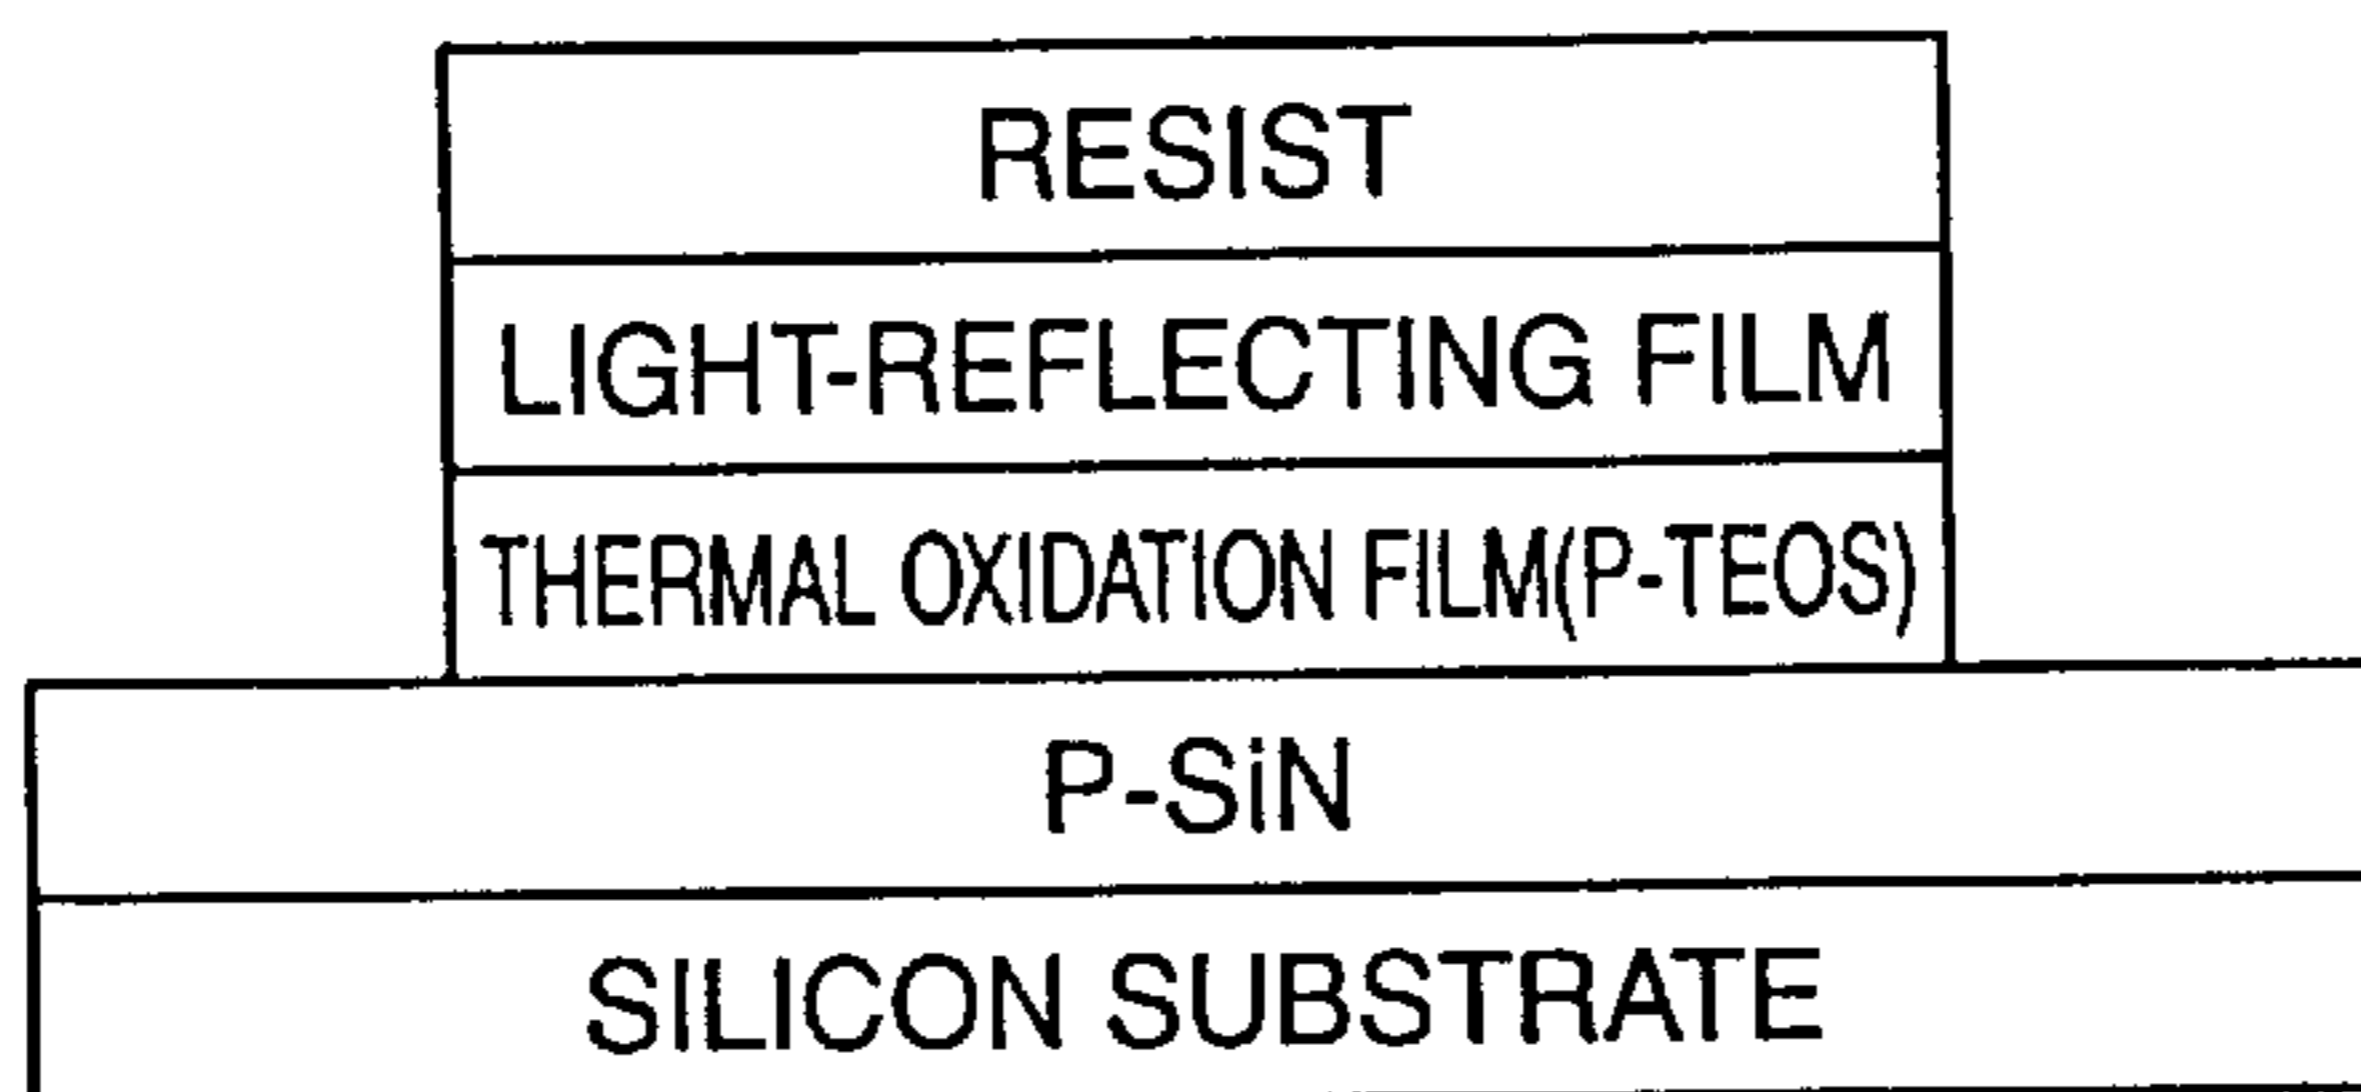 RESIST
LIGHT-REFLECTING FILM
THERMAL OXIDATION FILM(P-TEOS)
P-SiN
SILICON SUBSTRATE